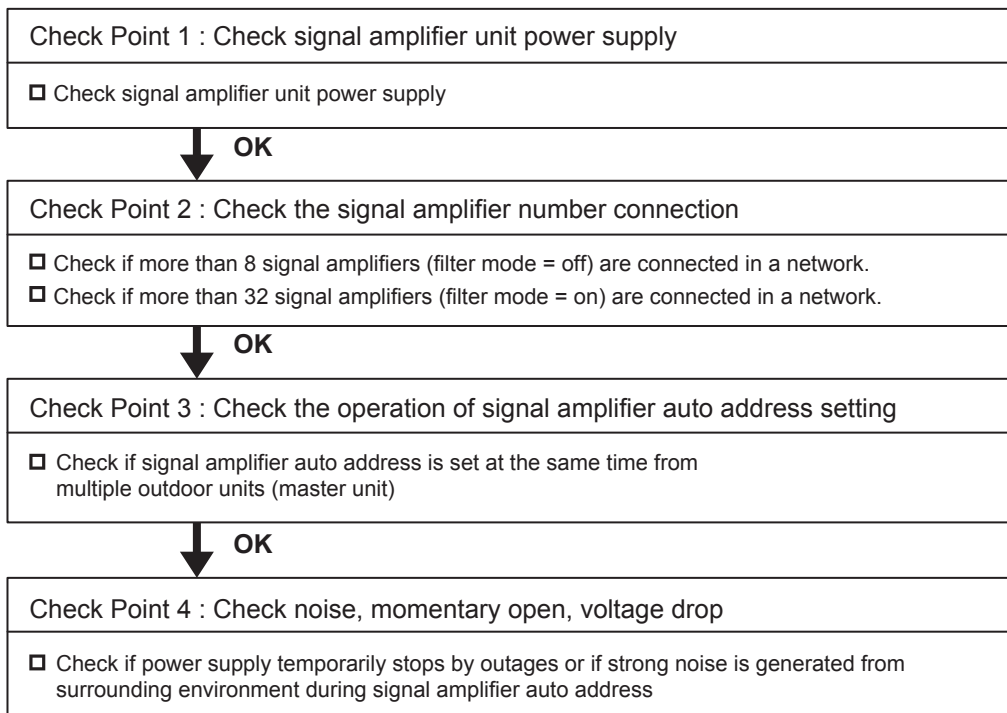 Check Point 1 : Check signal amplifier unit power supply
Check signal amplifier unit power supply
OK
Check Point 2 : Check the signal amplifier number connection
Check if more than 8 signal amplifiers (filter mode = off) are connected in a network.
Check if more than 32 signal amplifiers (filter mode = on) are connected in a network.
OK
Check Point 3 : Check the operation of signal amplifier auto address setting
Check if signal amplifier auto address is set at the same time from
multiple outdoor units (master unit)
OK
Check Point 4 : Check noise, momentary open, voltage drop
Check if power supply temporarily stops by outages or if strong noise is generated from
surrounding environment during signal amplifier auto address